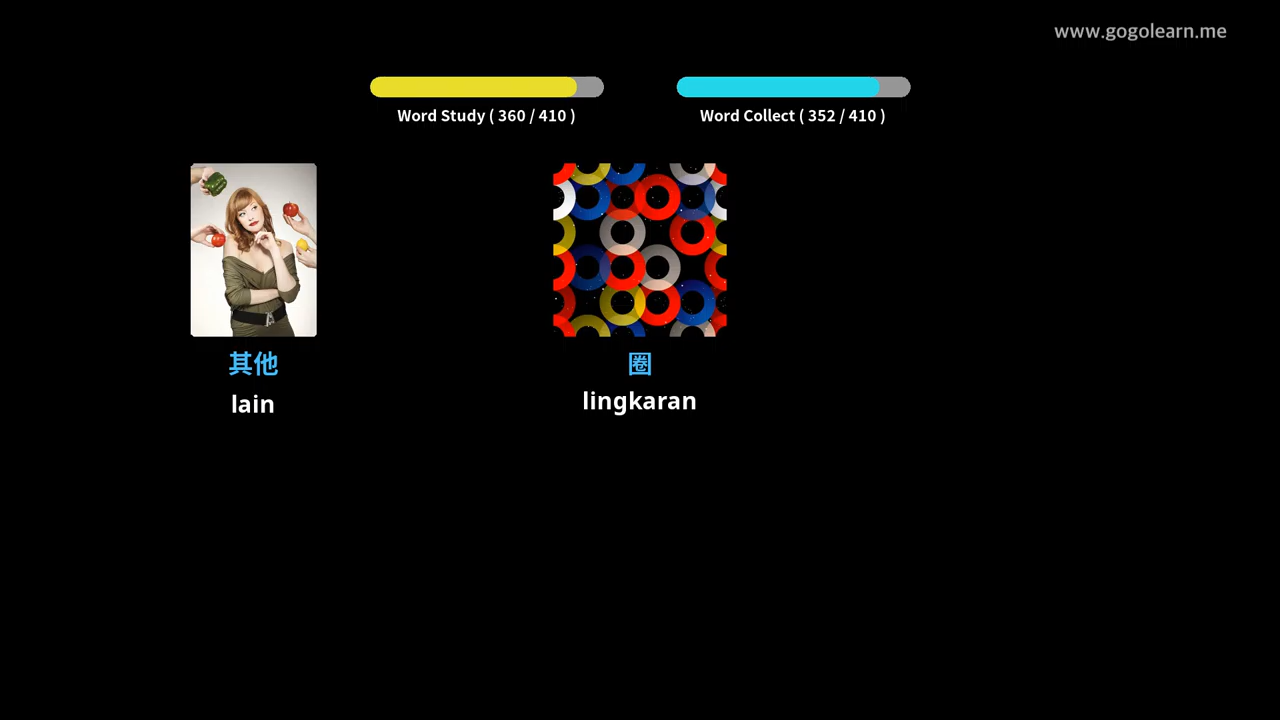 www.gogolearn.me
Word Study ( 360 / 410 )
Word Collect ( 352 / 410 )
其他
lain
圈
lingkaran